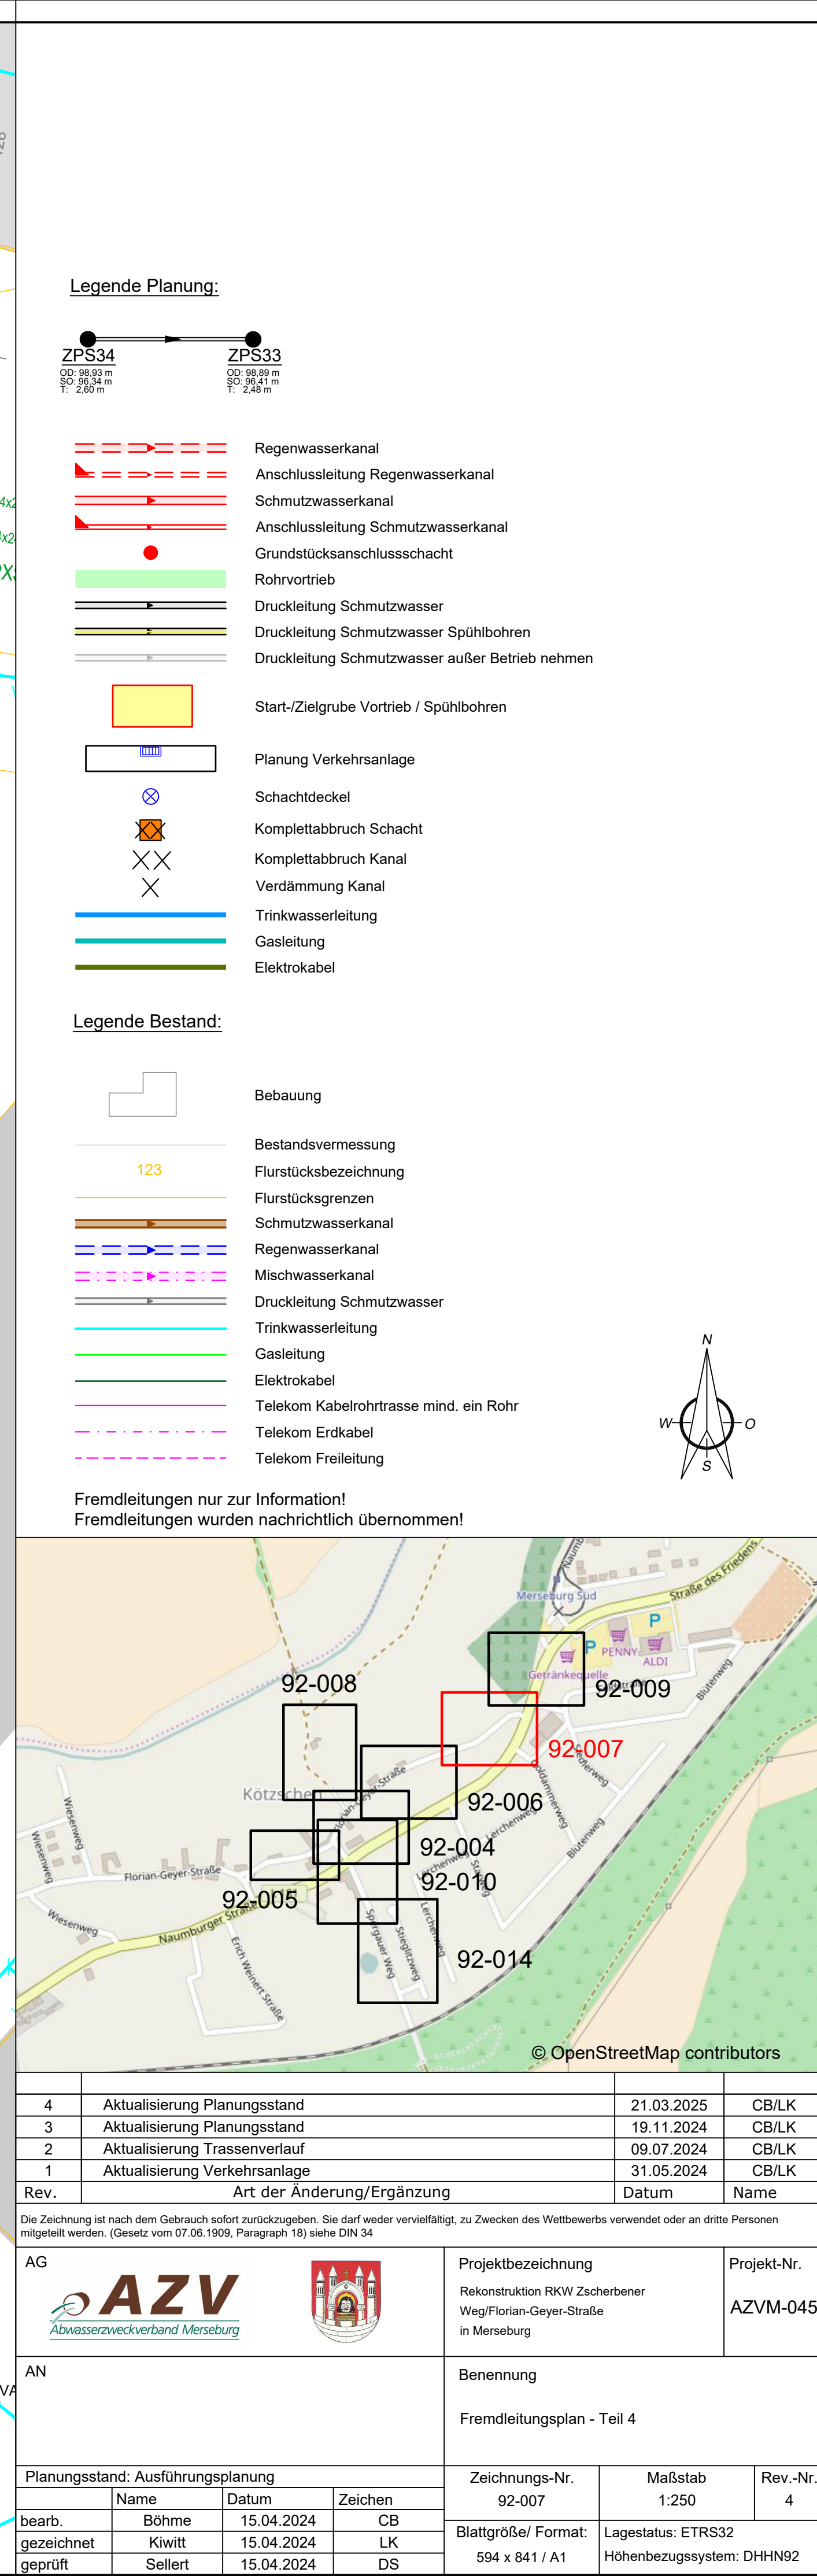 Legende Planung:
ZPS34
OD: 98,93 m
SO: 96,34 m
T: 2,60 m
ZPS33
OD: 98,89 m
SO: 96,41 m
T: 2,48 m
Regenwasserkanal
Anschlussleitung Regenwasserkanal
Schmutzwasserkanal
Anschlussleitung Schmutzwasserkanal
Grundstücksanschlussschacht
Rohrvortrieb
Druckleitung Schmutzwasser
Druckleitung Schmutzwasser Spühlbohren
Druckleitung Schmutzwasser außer Betrieb nehmen
Start-/Zielgrube Vortrieb / Spühlbohren
Planung Verkehrsanlage
Schachtdeckel
Komplettabbruch Schacht
Komplettabbruch Kanal
Verdämmung Kanal
Trinkwasserleitung
Gasleitung
Elektrokabel
Legende Bestand:
Bebauung
Bestandsvermessung
123 Flurstücksbezeichnung
Flurstücksgrenzen
Schmutzwasserkanal
Regenwasserkanal
Mischwasserkanal
Druckleitung Schmutzwasser
Trinkwasserleitung
Gasleitung
Elektrokabel
Telekom Kabelrohrtrasse mind. ein Rohr
Telekom Erdkabel
Telekom Freileitung
N
W O
S
Fremdleitungen nur zur Information!
Fremdleitungen wurden nachrichtlich übernommen!
Merseburg Süd
Straße des Friedens
P
P PENNY
ALDI
Getränkequelle
92-009
Blütenweg
92-008
92-007
Kötzschen
92-006
Goldammerweg
Lerchenweg
92-004
Blütenweg
92-010
Lerchenweg
Wiesenweg
Wiesenweg
Florian-Geyer-Straße
92-005
Wiesenweg
Naumburger Straße
Erich Weinert Straße
Spergauer Weg
Stieglitzweg
Lerchenweg
92-014
© OpenStreetMap contributors
4 Aktualisierung Planungsstand 21.03.2025 CB/LK
3 Aktualisierung Planungsstand 19.11.2024 CB/LK
2 Aktualisierung Trassenverlauf 09.07.2024 CB/LK
1 Aktualisierung Verkehrsanlage 31.05.2024 CB/LK
Rev. Art der Änderung/Ergänzung Datum Name
Die Zeichnung ist nach dem Gebrauch sofort zurückzugeben. Sie darf weder vervielfältigt, zu Zwecken des Wettbewerbs verwendet oder an dritte Personen
mitgeteilt werden. (Gesetz vom 07.06.1909, Paragraph 18) siehe DIN 34
AG
AZV
Abwasserzweckverband Merseburg
Projektbezeichnung
Rekonstruktion RKW Zscherbener
Weg/Florian-Geyer-Straße
in Merseburg
Projekt-Nr.
AZVM-045
AN
Benennung
Fremdleitungsplan - Teil 4
Planungsstand: Ausführungsplanung
Name Datum Zeichen
bearb. Böhme 15.04.2024 CB
gezeichnet Kiwitt 15.04.2024 LK
geprüft Sellert 15.04.2024 DS
Zeichnungs-Nr.
92-007
Maßstab
1:250
Rev.-Nr.
4
Blattgröße/ Format:
594 x 841 / A1
Lagestatus: ETRS32
Höhenbezugssystem: DHHN92